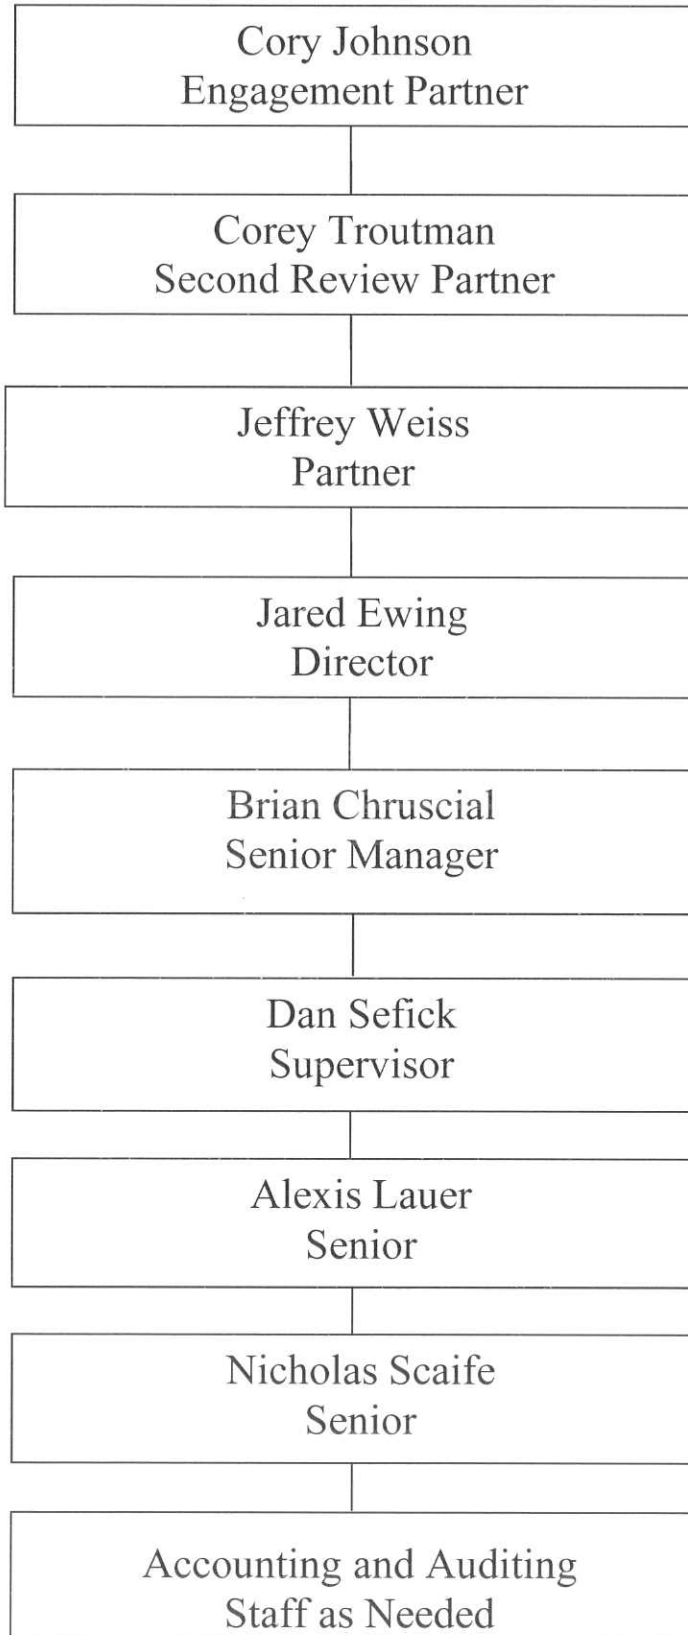 Cory Johnson
Engagement Partner
Corey Troutman
Second Review Partner
Jeffrey Weiss
Partner
Jared Ewing
Director
Brian Chruscial
Senior Manager
Dan Sefick
Supervisor
Alexis Lauer
Senior
Nicholas Scaife
Senior
Accounting and Auditing
Staff as Needed